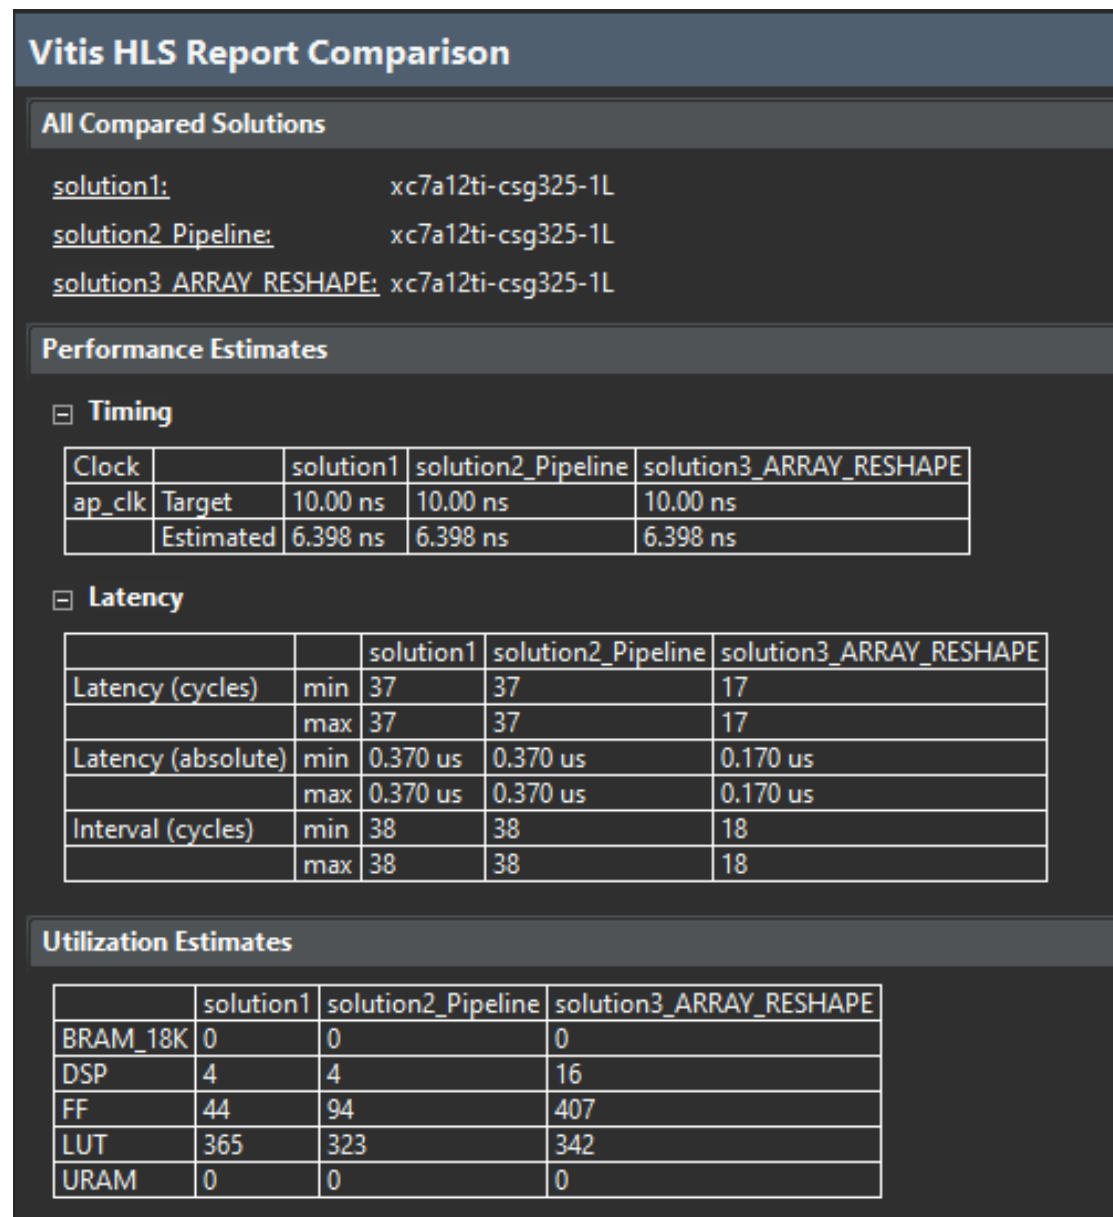 Vitis HLS Report Comparison
All Compared Solutions
solution1: xc7a12ti-csg325-1L
solution2_Pipeline: xc7a12ti-csg325-1L
solution3_ARRAY_RESHAPE: xc7a12ti-csg325-1L
Performance Estimates
Timing
Clock solution1 solution2_Pipeline solution3_ARRAY_RESHAPE
ap_clk Target 10.00 ns 10.00 ns 10.00 ns
Estimated 6.398 ns 6.398 ns 6.398 ns
Latency
solution1 solution2_Pipeline solution3_ARRAY_RESHAPE
Latency (cycles) min 37 37 17
max 37 37 17
Latency (absolute) min 0.370 us 0.370 us 0.170 us
max 0.370 us 0.370 us 0.170 us
Interval (cycles) min 38 38 18
max 38 38 18
Utilization Estimates
solution1 solution2_Pipeline solution3_ARRAY_RESHAPE
BRAM_18K 0 0 0
DSP 4 4 16
FF 44 94 407
LUT 365 323 342
URAM 0 0 0